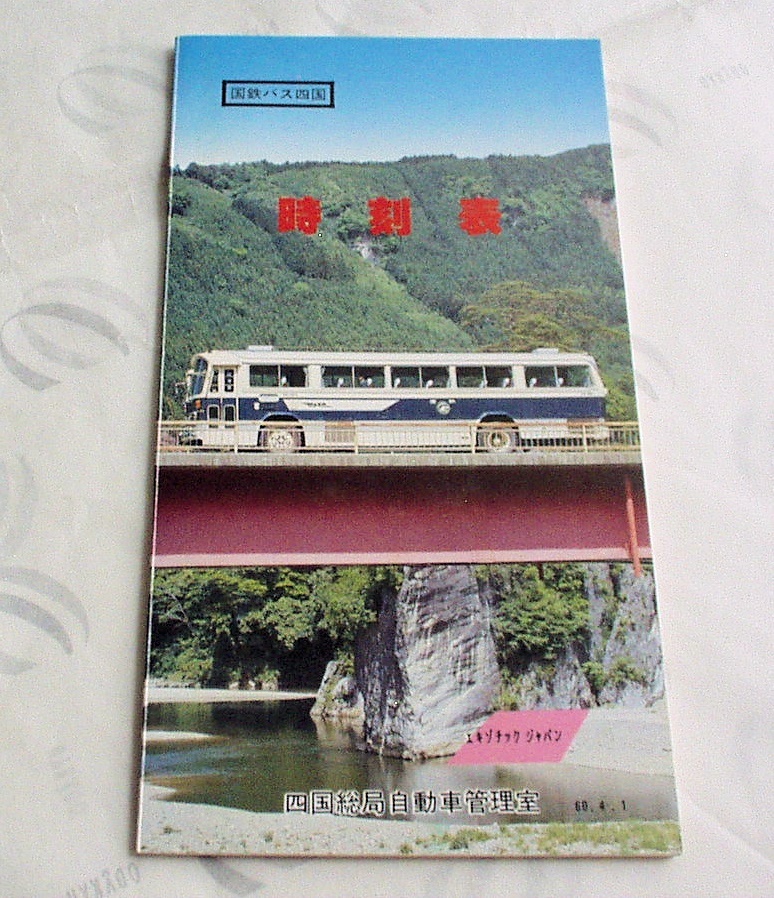 国鉄バス四国
時刻表
エキゾチック ジャパン
四国総局自動車管理室 60.4.1